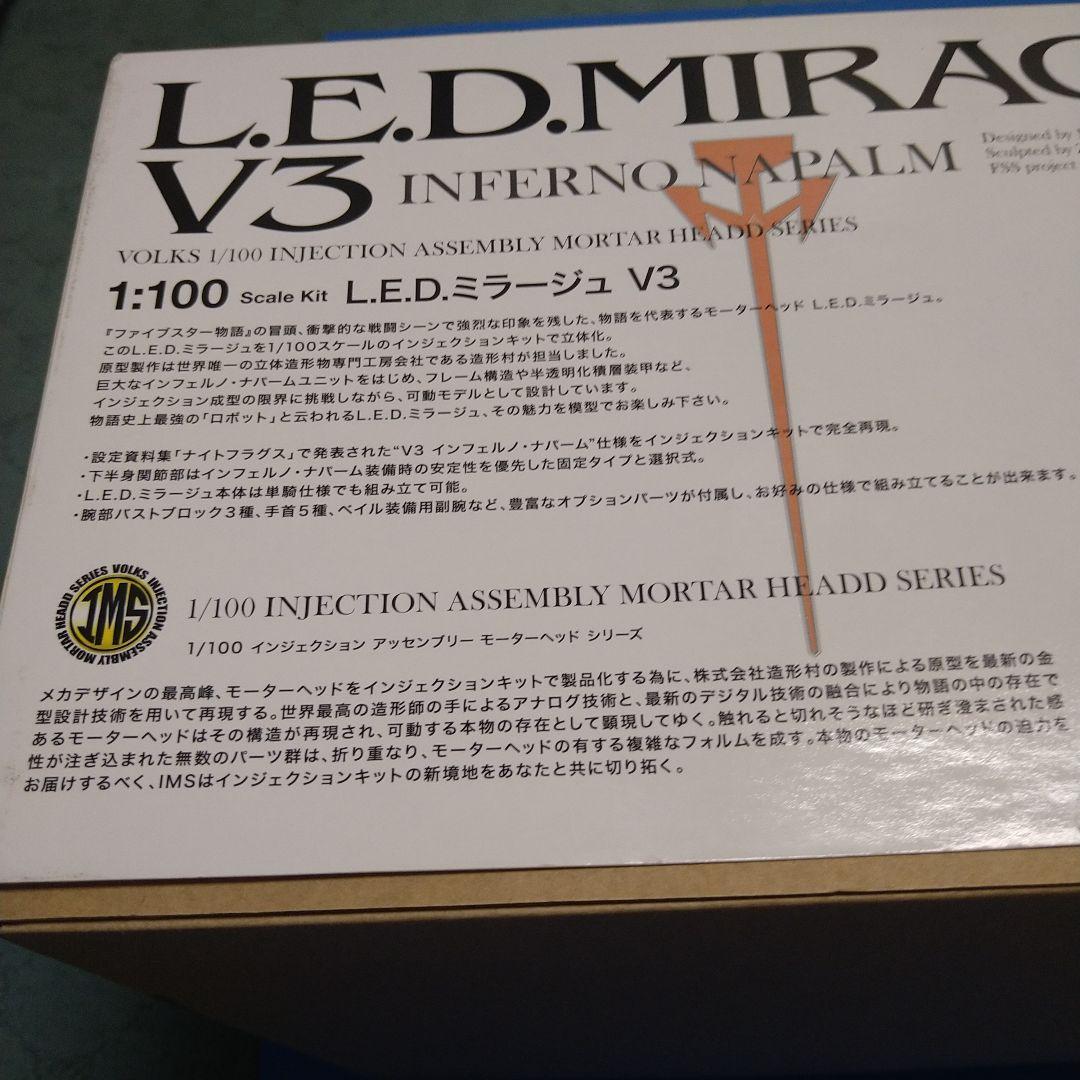 L.E.D.MIRAG
V3 INFERNO NAPALM
Designed by
Sculpted by
FSS project
VOLKS 1/100 INJECTION ASSEMBLY MORTAR HEADD SERIES
1:100 Scale Kit L.E.D.ミラージュ V3
『ファイブスター物語』の冒頭、衝撃的な戦闘シーンで強烈な印象を残した、物語を代表するモーターヘッド L.E.D.ミラージュ。
このL.E.D.ミラージュを1/100スケールのインジェクションキットで立体化。
原型製作は世界唯一の立体造形物専門工房会社である造形村が担当しました。
巨大なインフェルノ・ナパームユニットをはじめ、フレーム構造や半透明化積層装甲など、
インジェクション成型の限界に挑戦しながら、可動モデルとして設計しています。
物語史上最強の「ロボット」と云われるL.E.D.ミラージュ、その魅力を模型でお楽しみ下さい。
・設定資料集「ナイトフラグス」で発表された“V3 インフェルノ・ナパーム”仕様をインジェクションキットで完全再現。
・下半身関節部はインフェルノ・ナパーム装備時の安定性を優先した固定タイプと選択式。
・L.E.D.ミラージュ本体は単騎仕様でも組み立て可能。
・腕部バストブロック3種、手首5種、ベイル装備用副腕など、豊富なオプションパーツが付属し、お好みの仕様で組み立てることが出来ます。
IMS
MORTAR HEADD SERIES VOLKS INJECTION ASSEMBLY
1/100 INJECTION ASSEMBLY MORTAR HEADD SERIES
1/100 インジェクション アッセンブリー モーターヘッド シリーズ
メカデザインの最高峰、モーターヘッドをインジェクションキットで製品化する為に、株式会社造形村の製作による原型を最新の金
型設計技術を用いて再現する。世界最高の造形師の手によるアナログ技術と、最新のデジタル技術の融合により物語の中の存在で
あるモーターヘッドはその構造が再現され、可動する本物の存在として顕現してゆく。触れると切れそうなほど研ぎ澄まされた感
性が注ぎ込まれた無数のパーツ群は、折り重なり、モーターヘッドの有する複雑なフォルムを成す。本物のモーターヘッドの迫力を
お届けするべく、IMSはインジェクションキットの新境地をあなたと共に切り拓く。